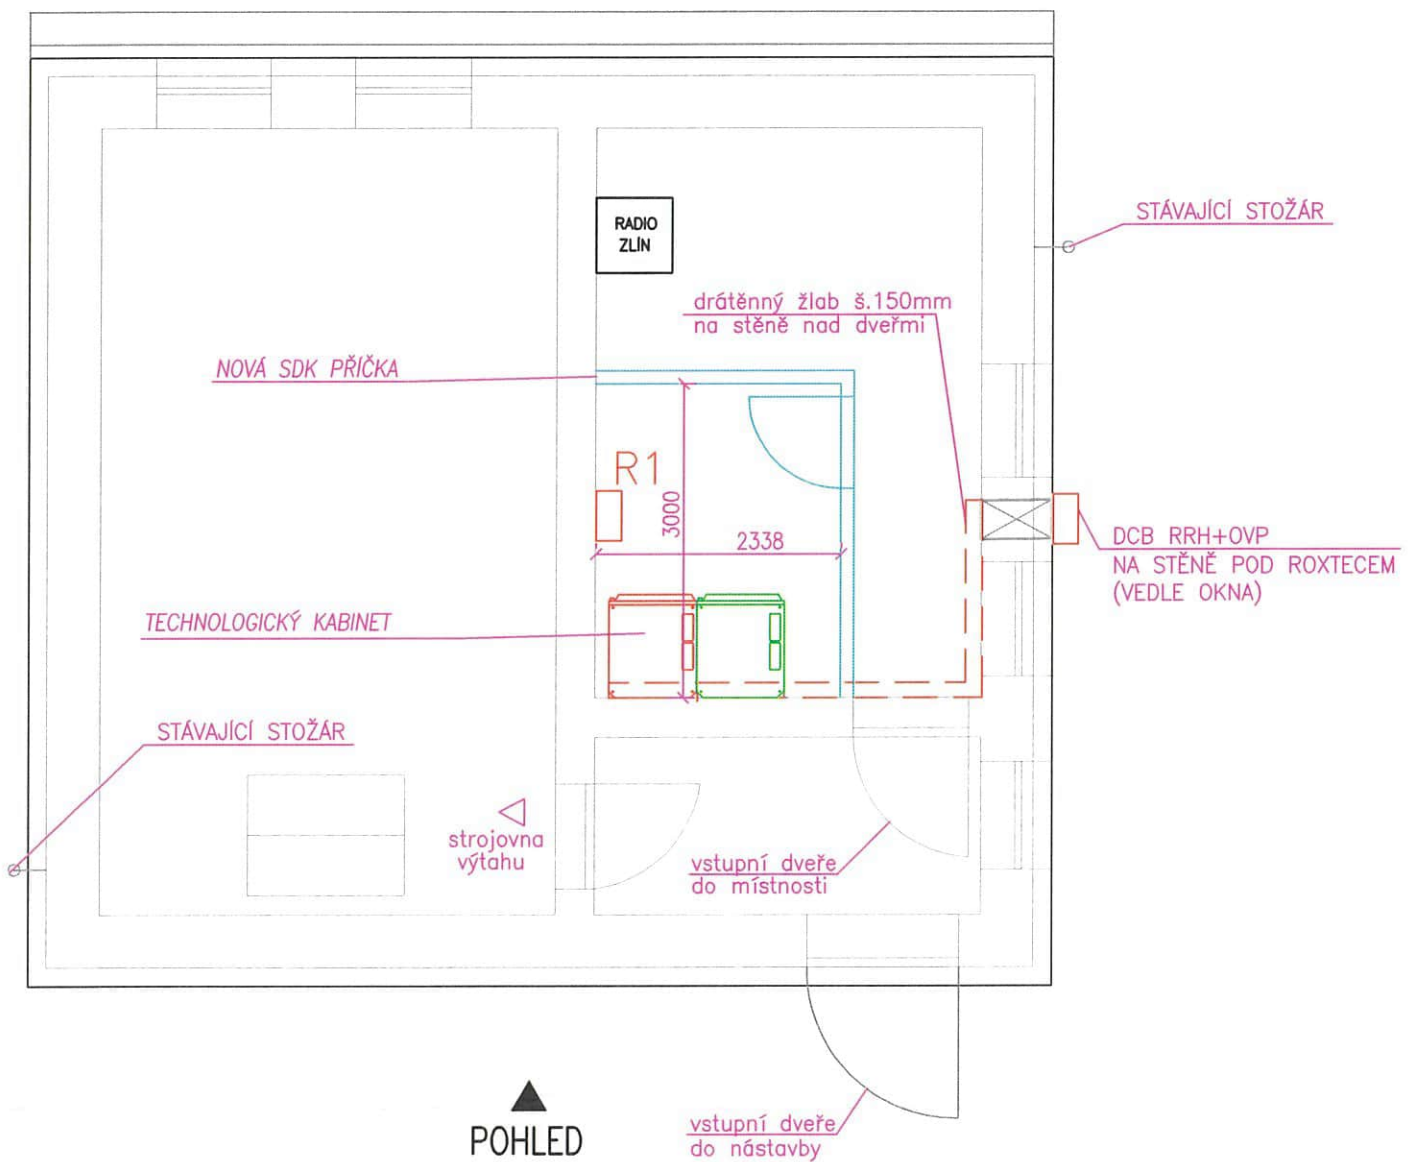 STÁVAJÍCÍ STOŽÁR
RADIO
ZLÍN
drátěnný žlab š.150mm
na stěně nad dveřmi
NOVÁ SDK PŘÍČKA
R1
3000
2338
DCB RRH+OVP
NA STĚNĚ POD ROXTECEM
(VEDLE OKNA)
TECHNOLOGICKÝ KABINET
STÁVAJÍCÍ STOŽÁR
strojovna
výtahu
vstupní dveře
do místnosti
POHLED
vstupní dveře
do nástavby